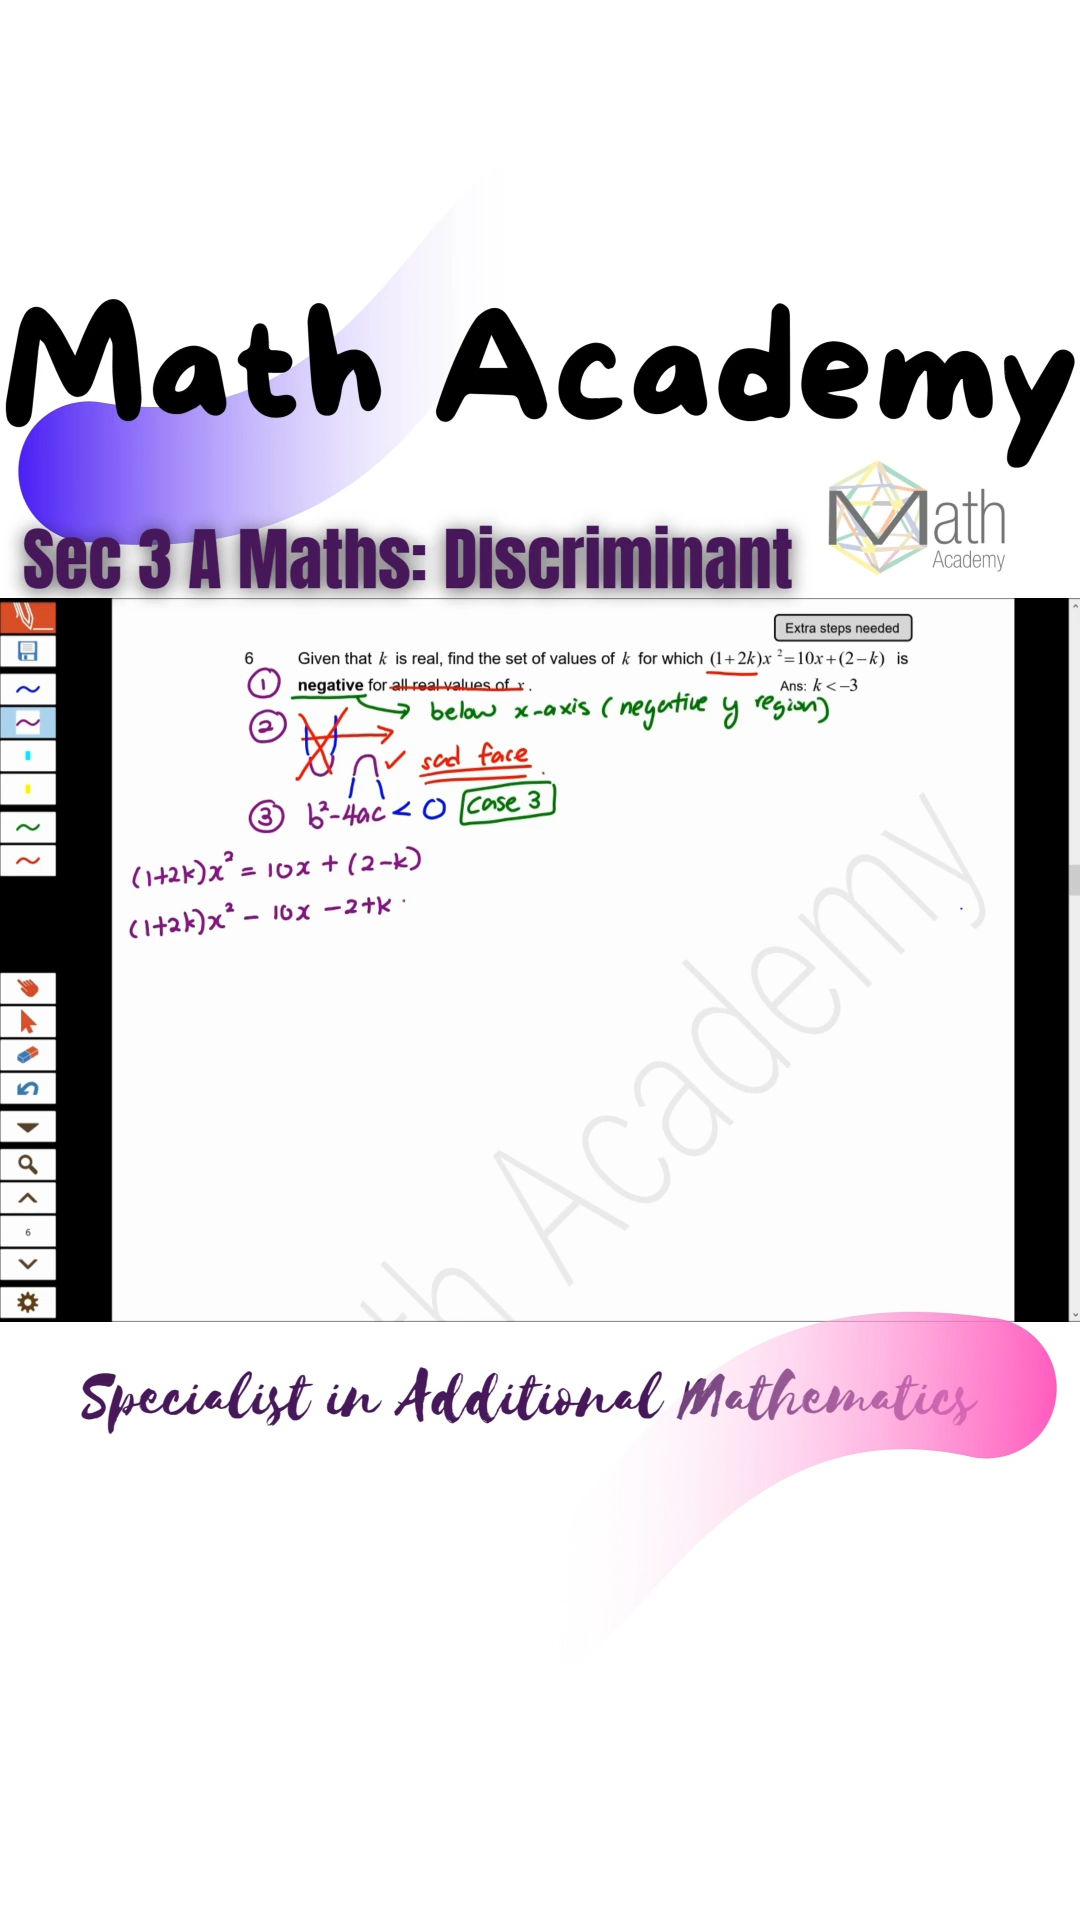 Math Academy
Math
Academy
Sec 3 A Maths: Discriminant
Extra steps needed
6 Given that k is real, find the set of values of k for which (1+2k)x ²=10x+(2−k) is
① negative for all real values of x . Ans: k <−3
→ below x-axis (negative y region)
②
✓ sad face
③ b²-4ac < 0 case 3
(1+2k)x² = 10x + (2-k)
(1+2k)x² - 10x -2+k
6
th Academy
Specialist in Additional Mathematics